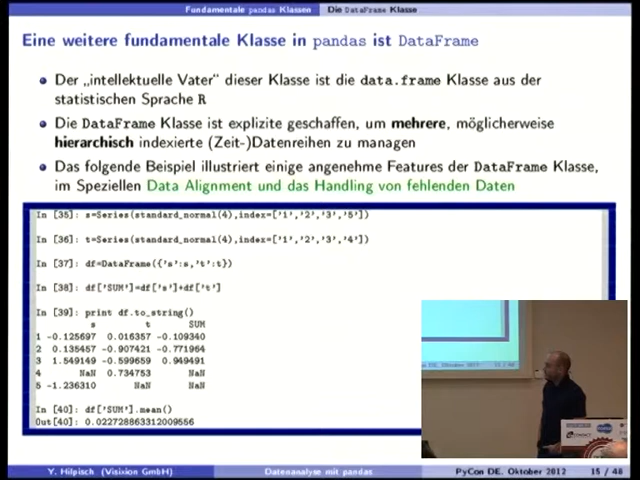 Fundamentale pandas Klassen Die DataFrame Klasse
Eine weitere fundamentale Klasse in pandas ist DataFrame
Der „intellektuelle Vater“ dieser Klasse ist die data.frame Klasse aus der
statistischen Sprache R
Die DataFrame Klasse ist explizite geschaffen, um mehrere, möglicherweise
hierarchisch indexierte (Zeit-)Datenreihen zu managen
Das folgende Beispiel illustriert einige angenehme Features der DataFrame Klasse,
im Speziellen Data Alignment und das Handling von fehlenden Daten
In [35]: s=Series(standard_normal(4),index=['1','2','3','5'])
In [36]: t=Series(standard_normal(4),index=['1','2','3','4'])
In [37]: df=DataFrame({'s':s,'t':t})
In [38]: df['SUM']=df['s']+df['t']
In [39]: print df.to_string()
s t SUM
1 -0.125697 0.016357 -0.109340
2 0.135457 -0.907421 -0.771964
3 1.549149 -0.599659 0.949491
4 NaN 0.734753 NaN
5 -1.236310 NaN NaN
In [40]: df['SUM'].mean()
Out[40]: 0.022728863312009556
Y. Hilpisch (Visixion GmbH) Datenanalyse mit pandas PyCon DE, Oktober 2012 15 / 48